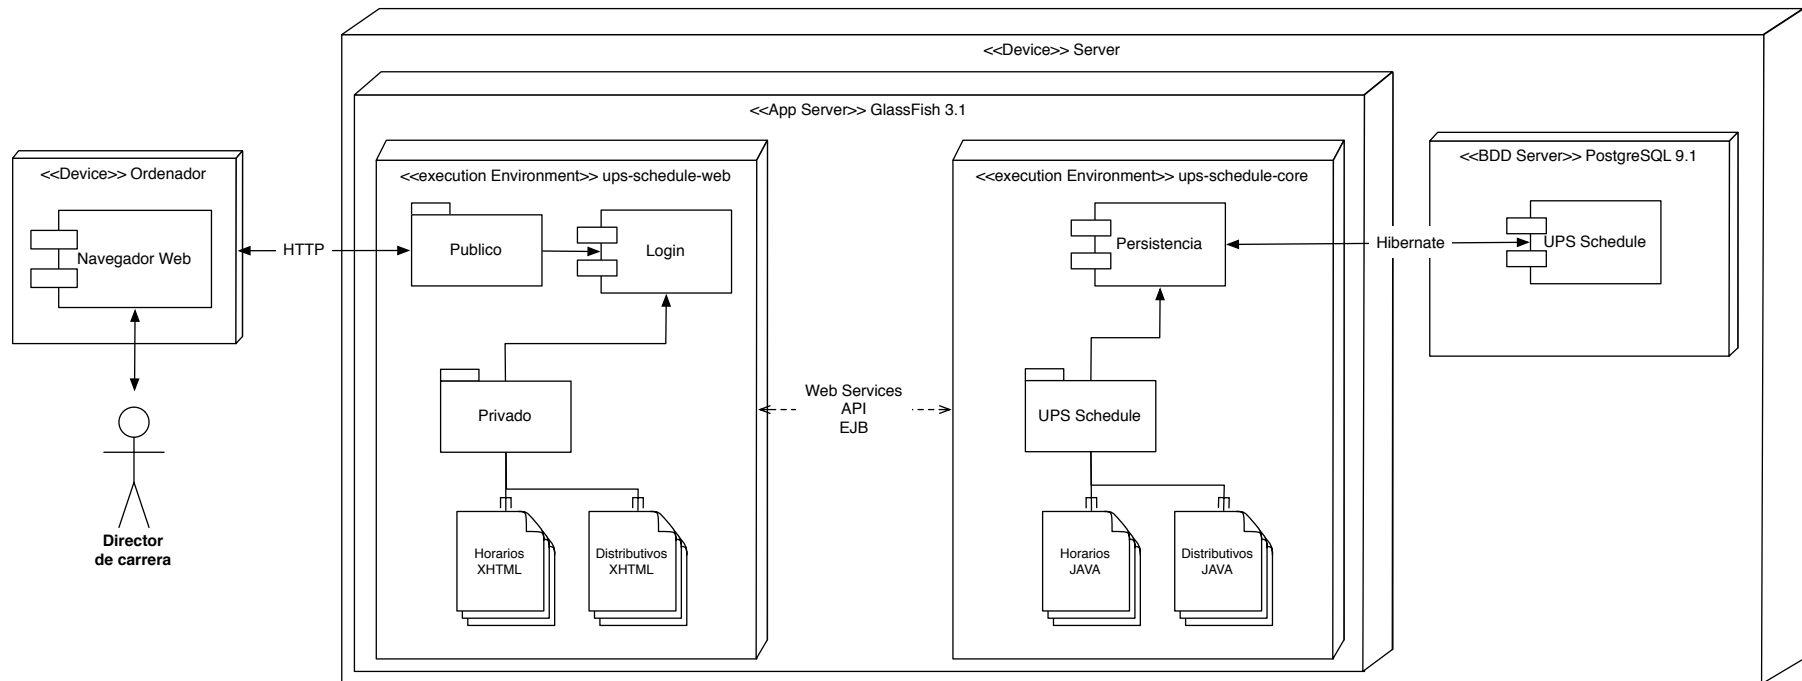 <<Device>> Server
<<App Server>> GlassFish 3.1
<<Device>> Ordenador
Navegador Web
HTTP
Director
de carrera
<<execution Environment>> ups-schedule-web
Publico
Login
Privado
Horarios
XHTML
Distributivos
XHTML
Web Services
API
EJB
<<execution Environment>> ups-schedule-core
Persistencia
UPS Schedule
Horarios
JAVA
Distributivos
JAVA
Hibernate
<<BDD Server>> PostgreSQL 9.1
UPS Schedule